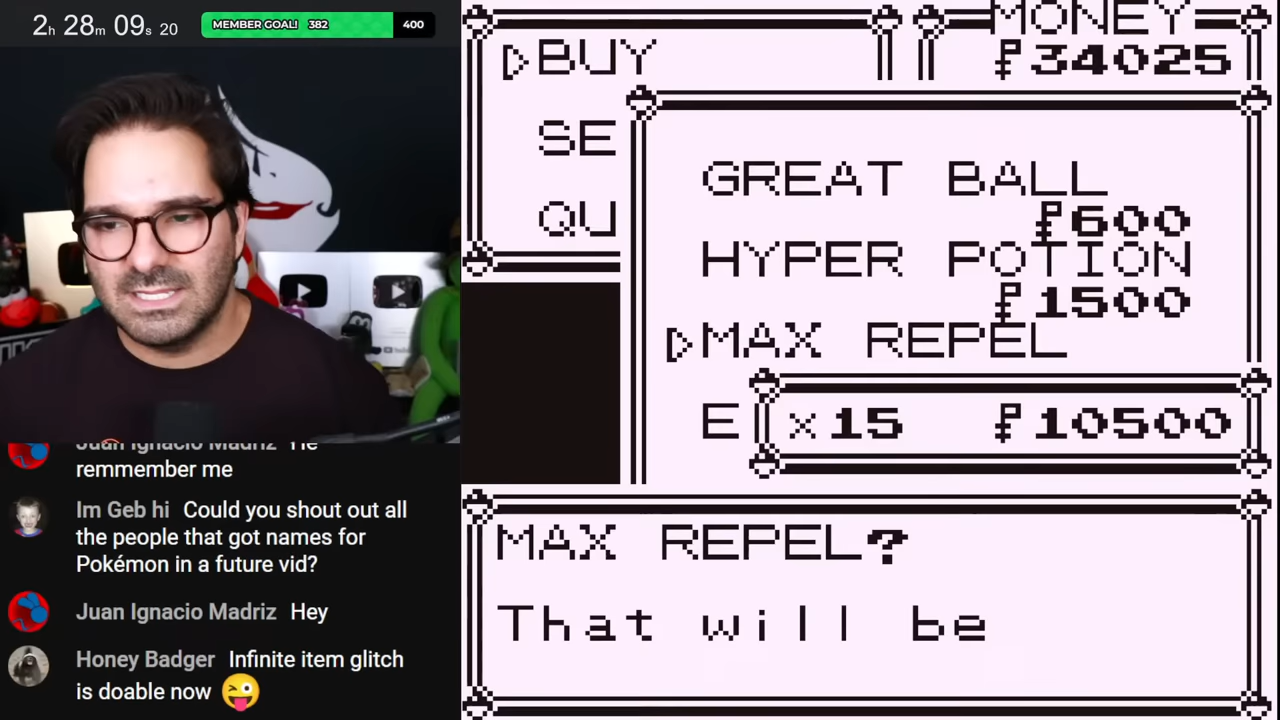 2h 28m 09s 20
MEMBER GOAL! 382 400
BUY
SE
QU
MONEY
₽34025
GREAT BALL
₽600
HYPER POTION
₽1500
MAX REPEL
E ×15 ₽10500
MAX REPEL?
That will be
Juan Ignacio Madriz He
remmember me
Im Geb hi Could you shout out all
the people that got names for
Pokémon in a future vid?
Juan Ignacio Madriz Hey
Honey Badger Infinite item glitch
is doable now 😜